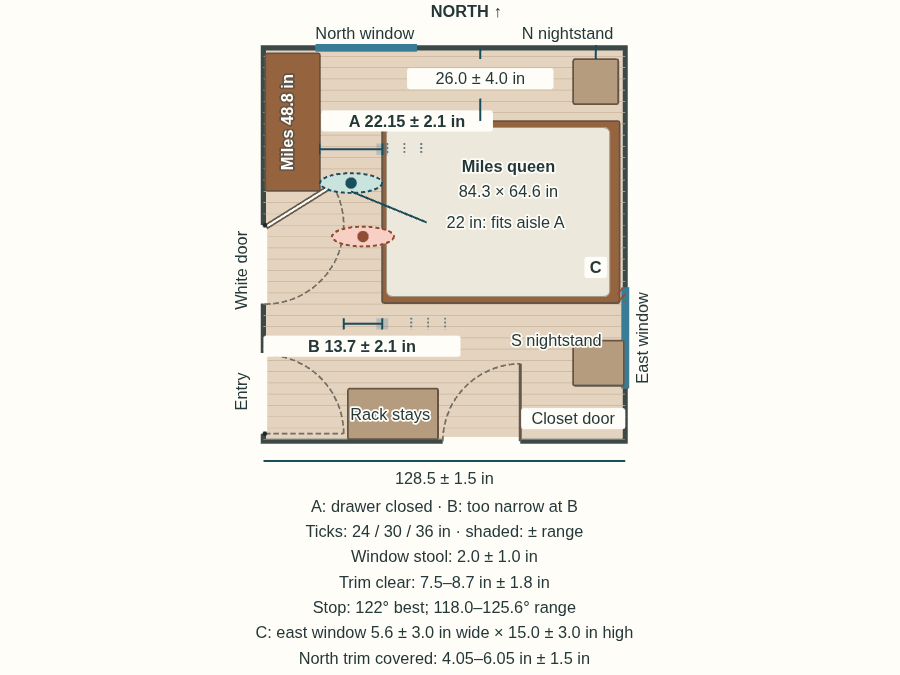 NORTH ↑
North window
N nightstand
26.0 ± 4.0 in
Miles 48.8 in
A 22.15 ± 2.1 in
Miles queen
84.3 × 64.6 in
22 in: fits aisle A
C
White door
East window
S nightstand
B 13.7 ± 2.1 in
Entry
Rack stays
Closet door
128.5 ± 1.5 in
A: drawer closed · B: too narrow at B
Ticks: 24 / 30 / 36 in · shaded: ± range
Window stool: 2.0 ± 1.0 in
Trim clear: 7.5–8.7 in ± 1.8 in
Stop: 122° best; 118.0–125.6° range
C: east window 5.6 ± 3.0 in wide × 15.0 ± 3.0 in high
North trim covered: 4.05–6.05 in ± 1.5 in